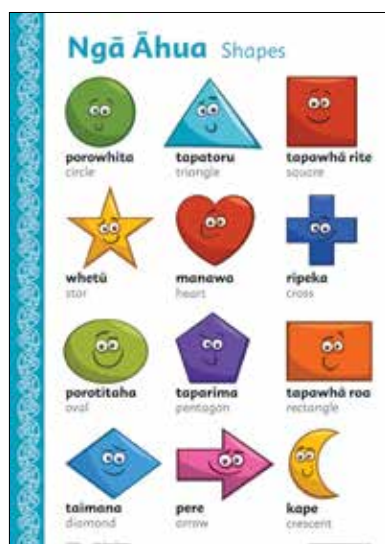 Ngā Āhua Shapes
porowhita tapatoru tapawhā rite
circle triangle square
whetū manawa ripeka
star heart cross
porotitaha taparima tapawhā roa
oval pentagon rectangle
taimana pere kape
diamond arrow crescent